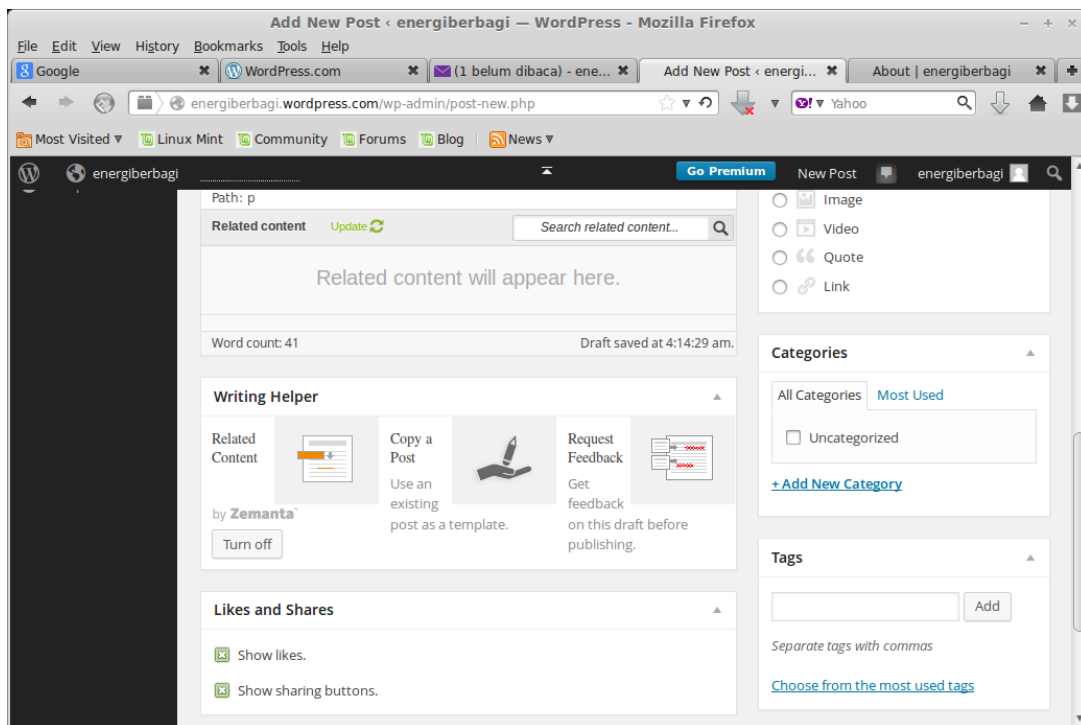 Add New Post ‹ energiberbagi — WordPress - Mozilla Firefox
File Edit View History Bookmarks Tools Help
Google
WordPress.com
(1 belum dibaca) - ene...
Add New Post ‹ energi...
About | energiberbagi
energiberbagi.wordpress.com/wp-admin/post-new.php
Yahoo
Most Visited
Linux Mint
Community
Forums
Blog
News
energiberbagi
Go Premium
New Post
energiberbagi
Path: p
Related content
Update
Search related content...
Related content will appear here.
Word count: 41
Draft saved at 4:14:29 am.
Writing Helper
Related
Content
by Zemanta
Turn off
Copy a
Post
Use an
existing
post as a template.
Request
Feedback
Get
feedback
on this draft before
publishing.
Likes and Shares
Show likes.
Show sharing buttons.
Image
Video
Quote
Link
Categories
All Categories
Most Used
Uncategorized
+ Add New Category
Tags
Add
Separate tags with commas
Choose from the most used tags